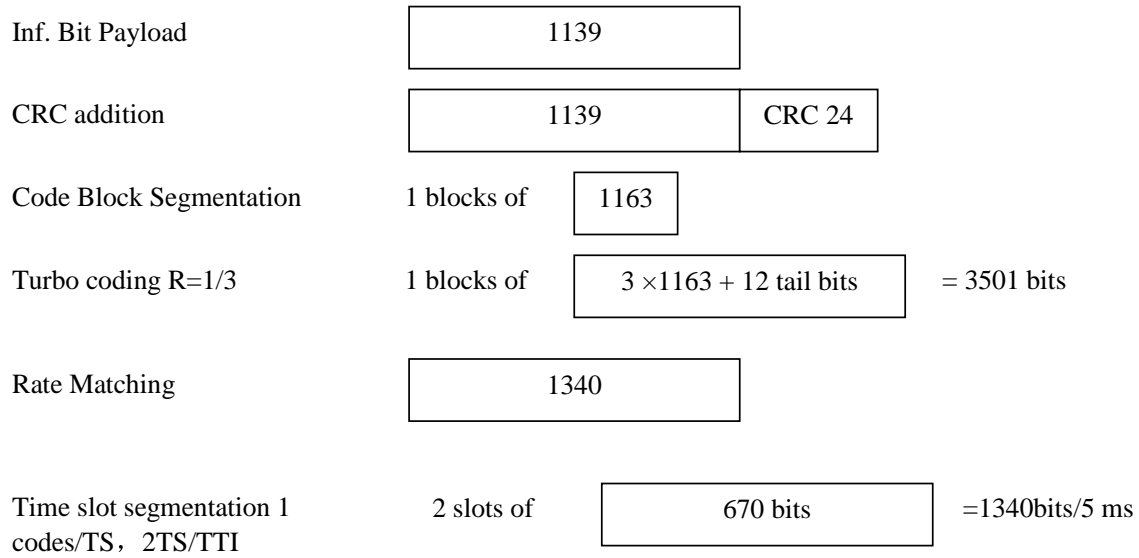 Inf. Bit Payload 1139
CRC addition 1139 CRC 24
Code Block Segmentation 1 blocks of 1163
Turbo coding R=1/3 1 blocks of 3 ×1163 + 12 tail bits = 3501 bits
Rate Matching 1340
Time slot segmentation 1 2 slots of 670 bits =1340bits/5 ms
codes/TS，2TS/TTI